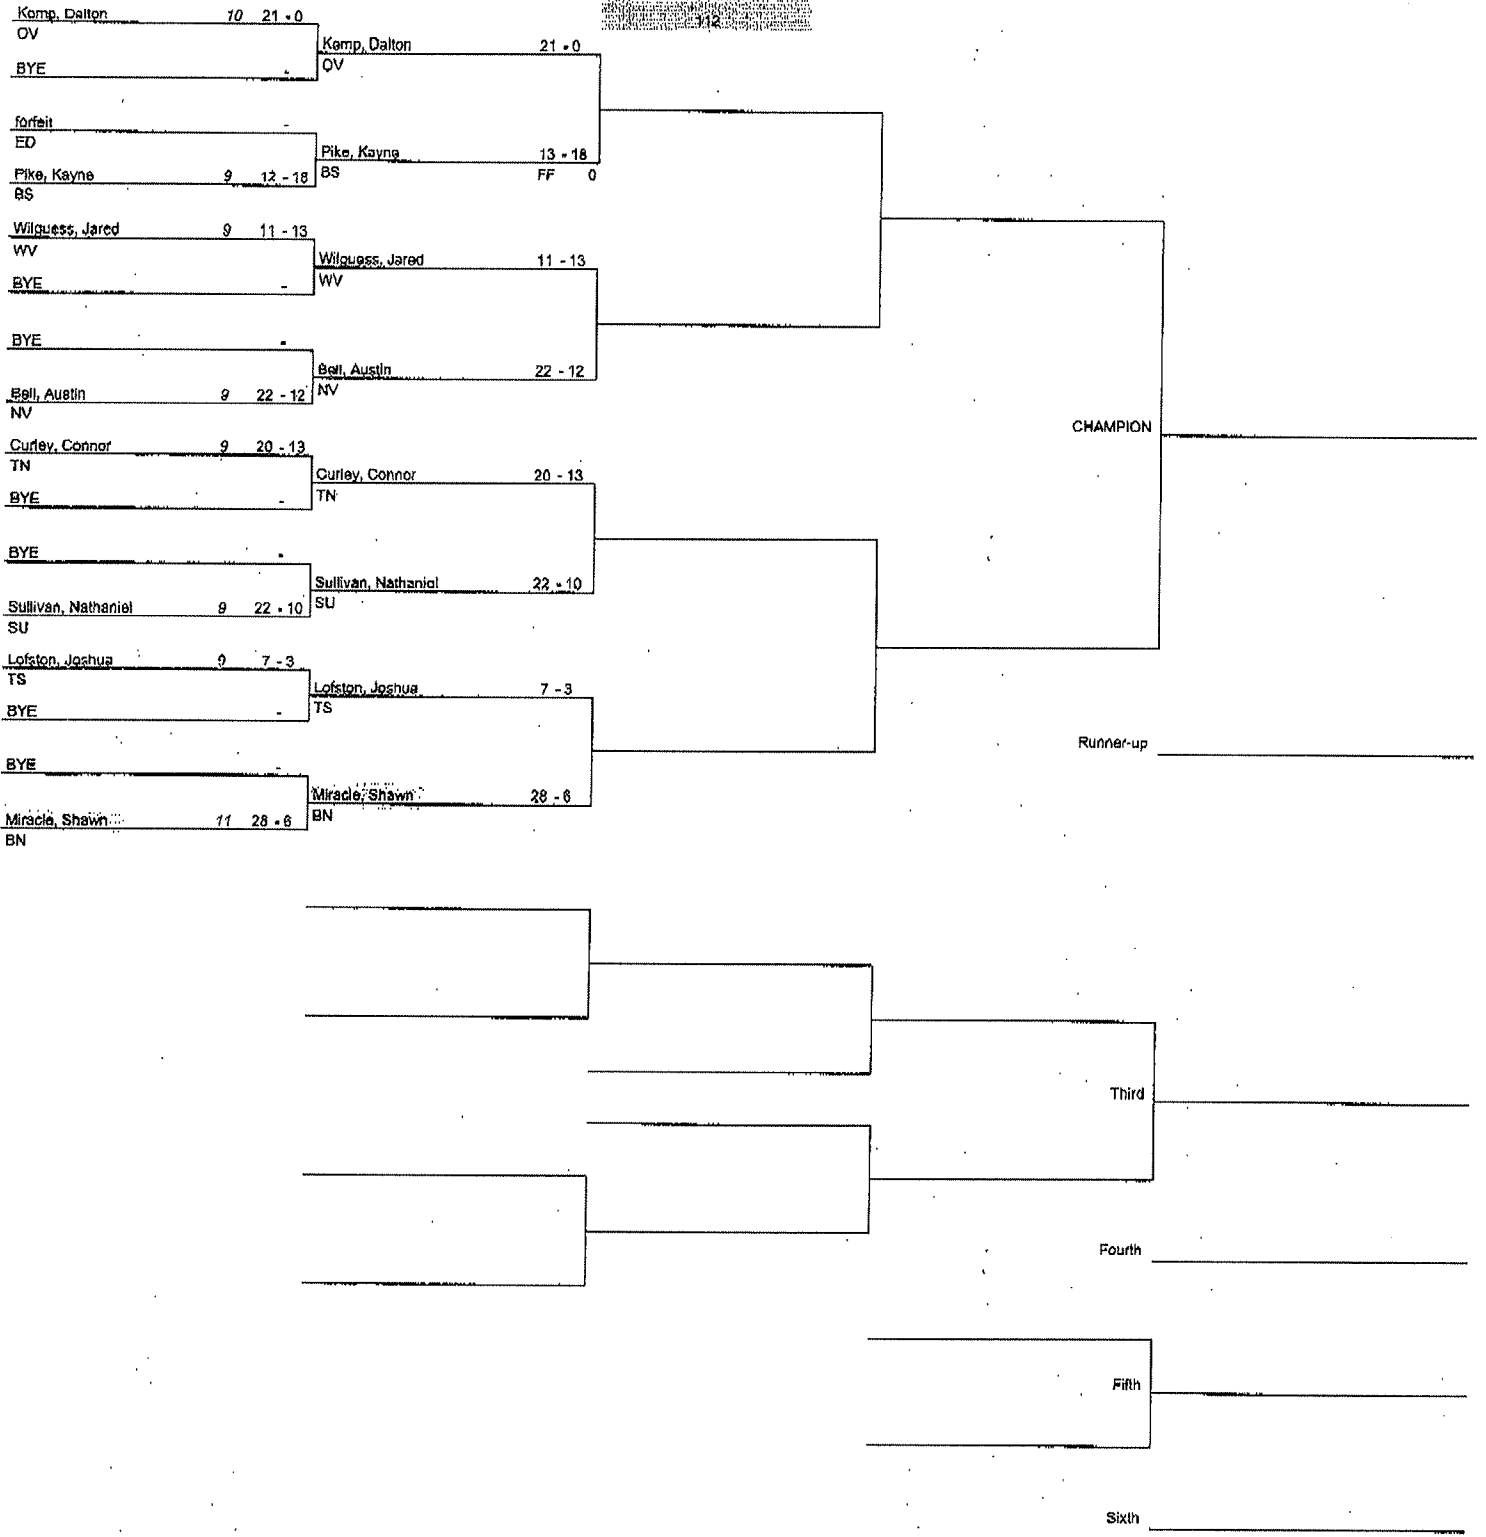 112
Kemp, Dalton 10 21 - 0
OV
BYE -
forfeit -
ED
Pike, Kayne 9 12 - 18
BS
Wilguess, Jared 9 11 - 13
WV
BYE -
BYE -
Bell, Austin 9 22 - 12
NV
Curley, Connor 9 20 - 13
TN
BYE -
BYE -
Sullivan, Nathaniel 9 22 - 10
SU
Lofston, Joshua 9 7 - 3
TS
BYE -
BYE -
Miracle, Shawn 11 28 - 6
BN
Kemp, Dalton 21 - 0
OV
Pike, Kayne 13 - 18
BS FF 0
Wilguess, Jared 11 - 13
WV
Bell, Austin 22 - 12
NV
Curley, Connor 20 - 13
TN
Sullivan, Nathaniel 22 - 10
SU
Lofston, Joshua 7 - 3
TS
Miracle, Shawn 28 - 6
BN
CHAMPION
Runner-up
Third
Fourth
Fifth
Sixth